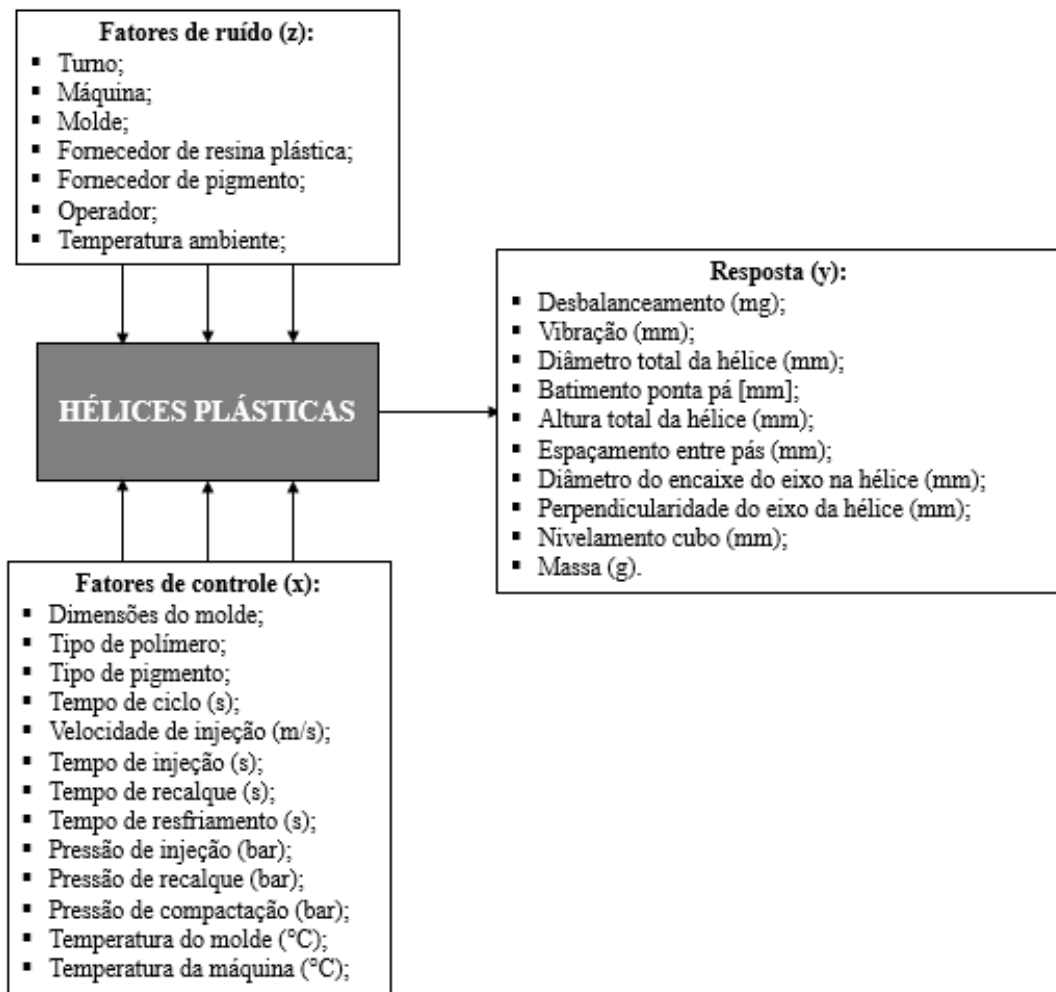 Fatores de ruído (z):
▪ Turno;
▪ Máquina;
▪ Molde;
▪ Fornecedor de resina plástica;
▪ Fornecedor de pigmento;
▪ Operador;
▪ Temperatura ambiente;
HÉLICES PLÁSTICAS
Resposta (y):
▪ Desbalanceamento (mg);
▪ Vibração (mm);
▪ Diâmetro total da hélice (mm);
▪ Batimento ponta pá [mm];
▪ Altura total da hélice (mm);
▪ Espaçamento entre pás (mm);
▪ Diâmetro do encaixe do eixo na hélice (mm);
▪ Perpendicularidade do eixo da hélice (mm);
▪ Nivelamento cubo (mm);
▪ Massa (g).
Fatores de controle (x):
▪ Dimensões do molde;
▪ Tipo de polímero;
▪ Tipo de pigmento;
▪ Tempo de ciclo (s);
▪ Velocidade de injeção (m/s);
▪ Tempo de injeção (s);
▪ Tempo de recalque (s);
▪ Tempo de resfriamento (s);
▪ Pressão de injeção (bar);
▪ Pressão de recalque (bar);
▪ Pressão de compactação (bar);
▪ Temperatura do molde (°C);
▪ Temperatura da máquina (°C);